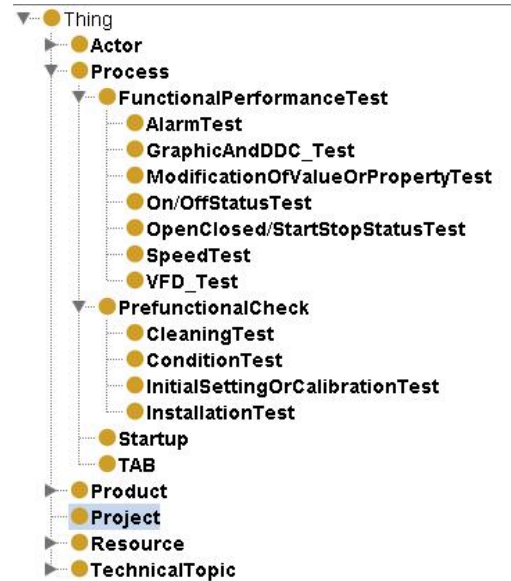 Thing
Actor
Process
FunctionalPerformanceTest
AlarmTest
GraphicAndDDC_Test
ModificationOfValueOrPropertyTest
On/OffStatusTest
OpenClosed/StartStopStatusTest
SpeedTest
VFD_Test
PrefunctionalCheck
CleaningTest
ConditionTest
InitialSettingOrCalibrationTest
InstallationTest
Startup
TAB
Product
Project
Resource
TechnicalTopic